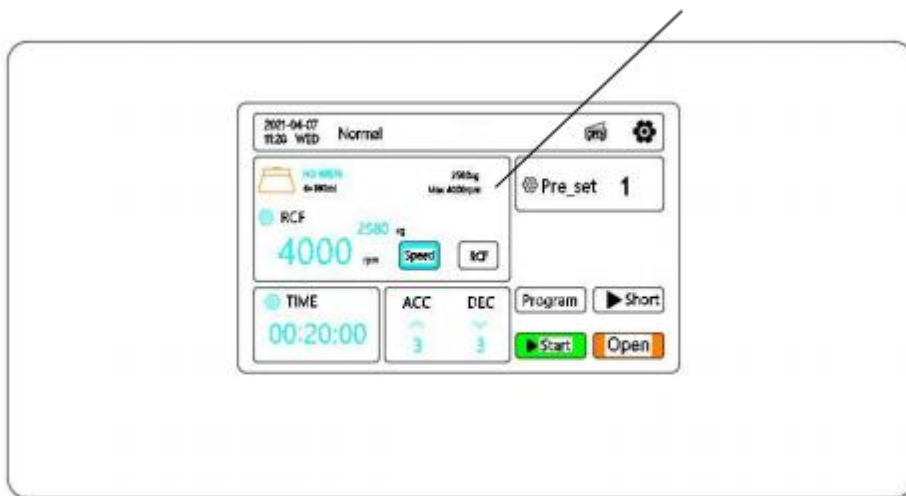 2021-04-07
11:20 WED
Normal
2580xg
Max 4000rpm
Pre_set 1
RCF
2580 xg
4000 rpm
Speed
RCF
TIME
00:20:00
ACC
DEC
3
3
Program
Short
Start
Open